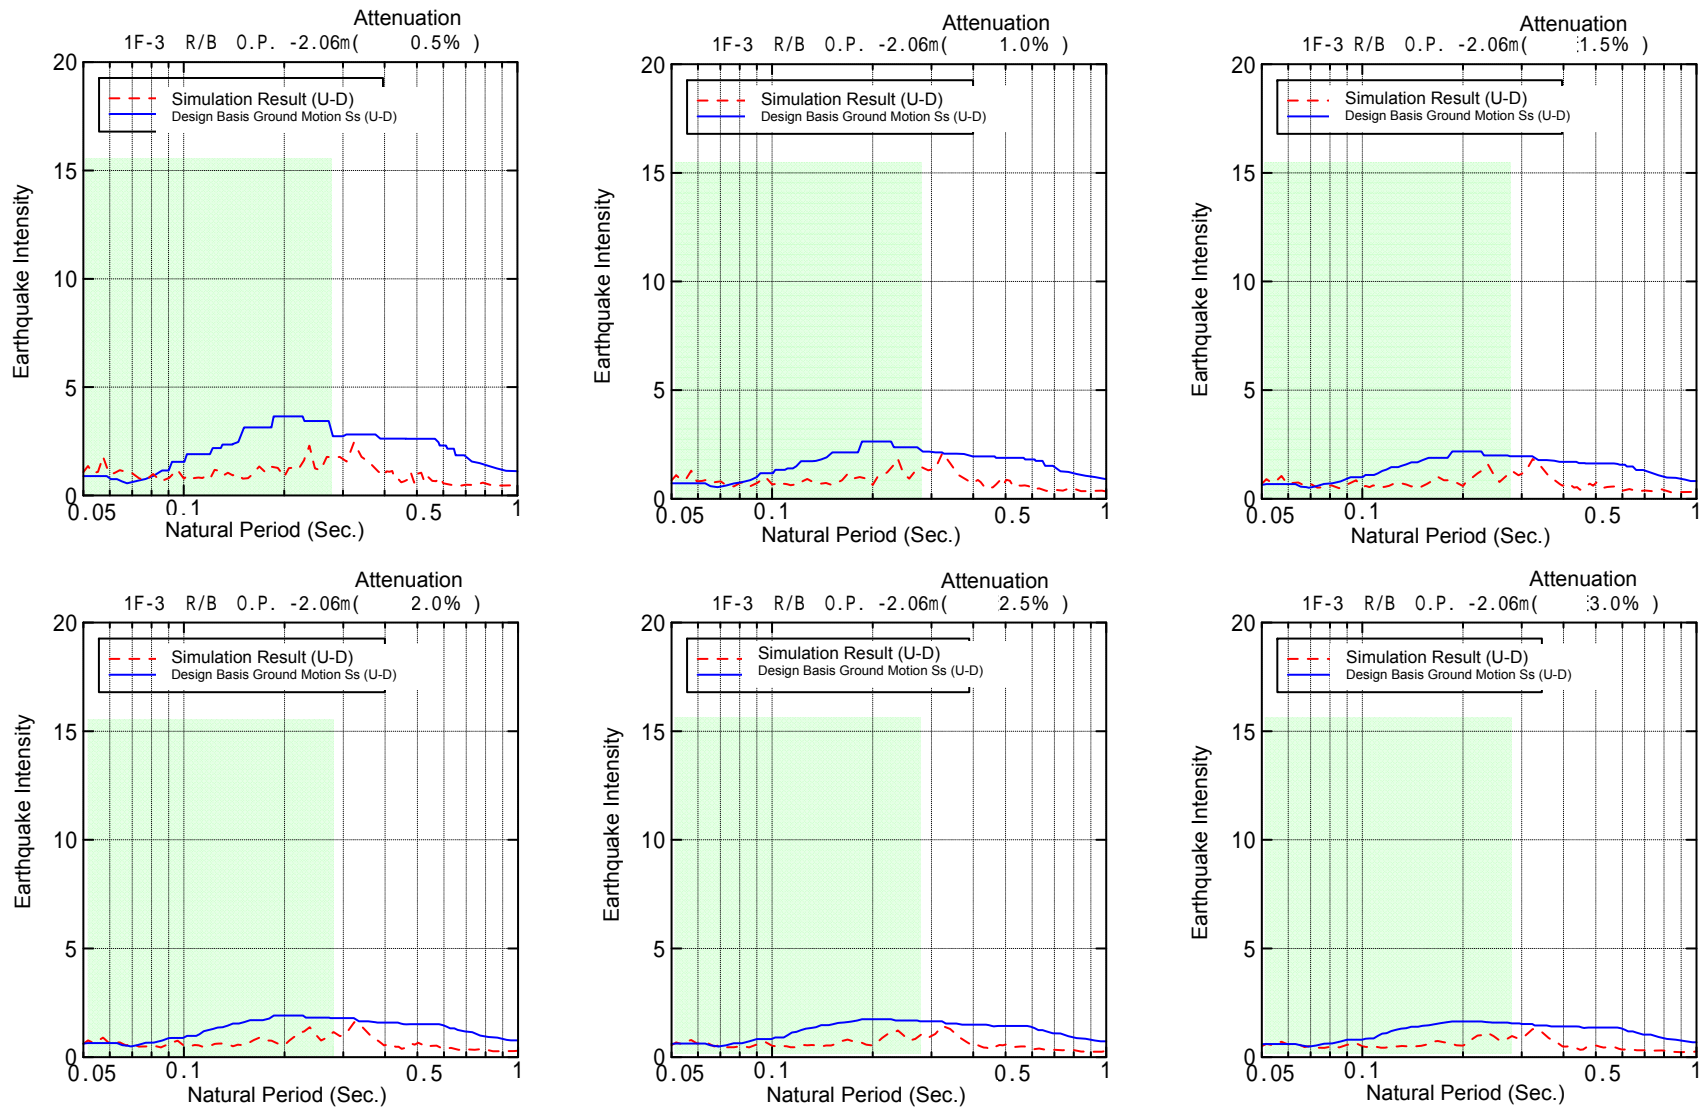 Attenuation
1F-3 R/B O.P. -2.06m( 0.5% )
20
15
10
5
0
Earthquake Intensity
Simulation Result (U-D)
Design Basis Ground Motion Ss (U-D)
0.05 0.1 0.5 1
Natural Period (Sec.)
Attenuation
1F-3 R/B O.P. -2.06m( 1.0% )
20
15
10
5
0
Earthquake Intensity
Simulation Result (U-D)
Design Basis Ground Motion Ss (U-D)
0.05 0.1 0.5 1
Natural Period (Sec.)
Attenuation
1F-3 R/B O.P. -2.06m( 1.5% )
20
15
10
5
0
Earthquake Intensity
Simulation Result (U-D)
Design Basis Ground Motion Ss (U-D)
0.05 0.1 0.5 1
Natural Period (Sec.)
Attenuation
1F-3 R/B O.P. -2.06m( 2.0% )
20
15
10
5
0
Earthquake Intensity
Simulation Result (U-D)
Design Basis Ground Motion Ss (U-D)
0.05 0.1 0.5 1
Natural Period (Sec.)
Attenuation
1F-3 R/B O.P. -2.06m( 2.5% )
20
15
10
5
0
Earthquake Intensity
Simulation Result (U-D)
Design Basis Ground Motion Ss (U-D)
0.05 0.1 0.5 1
Natural Period (Sec.)
Attenuation
1F-3 R/B O.P. -2.06m( 3.0% )
20
15
10
5
0
Earthquake Intensity
Simulation Result (U-D)
Design Basis Ground Motion Ss (U-D)
0.05 0.1 0.5 1
Natural Period (Sec.)